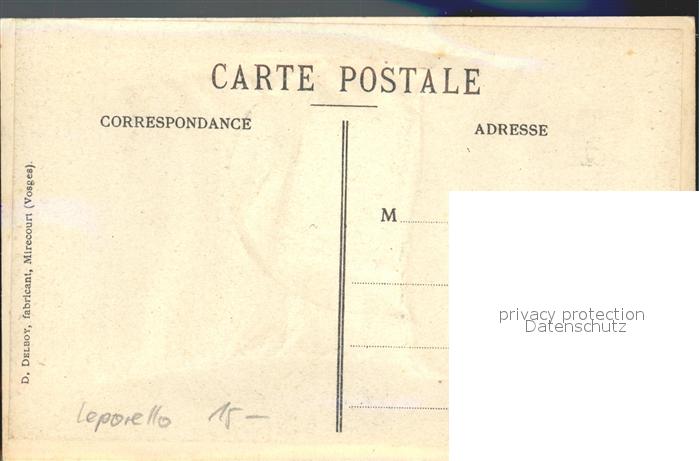 CARTE POSTALE
CORRESPONDANCE
ADRESSE
M
D. DELBOY, fabricant, Mirecourt (Vosges).
privacy protection
Datenschutz
Leporello 15 —